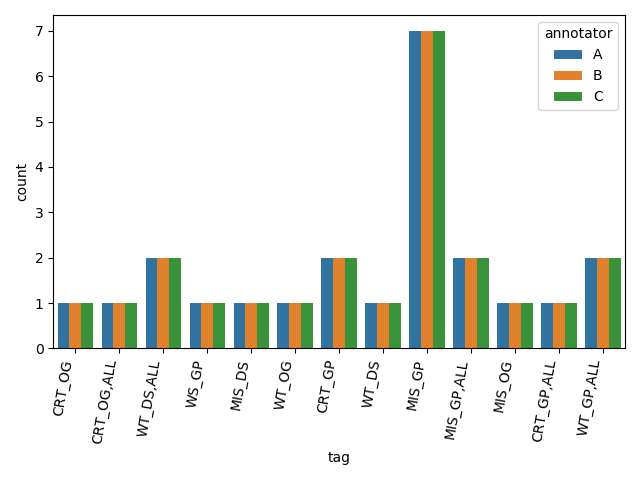 annotator
A
B
C
count
7
6
5
4
3
2
1
0
CRT_OG
CRT_OG,ALL
WT_DS,ALL
WS_GP
MIS_DS
WT_OG
CRT_GP
WT_DS
MIS_GP
MIS_GP,ALL
MIS_OG
CRT_GP,ALL
WT_GP,ALL
tag